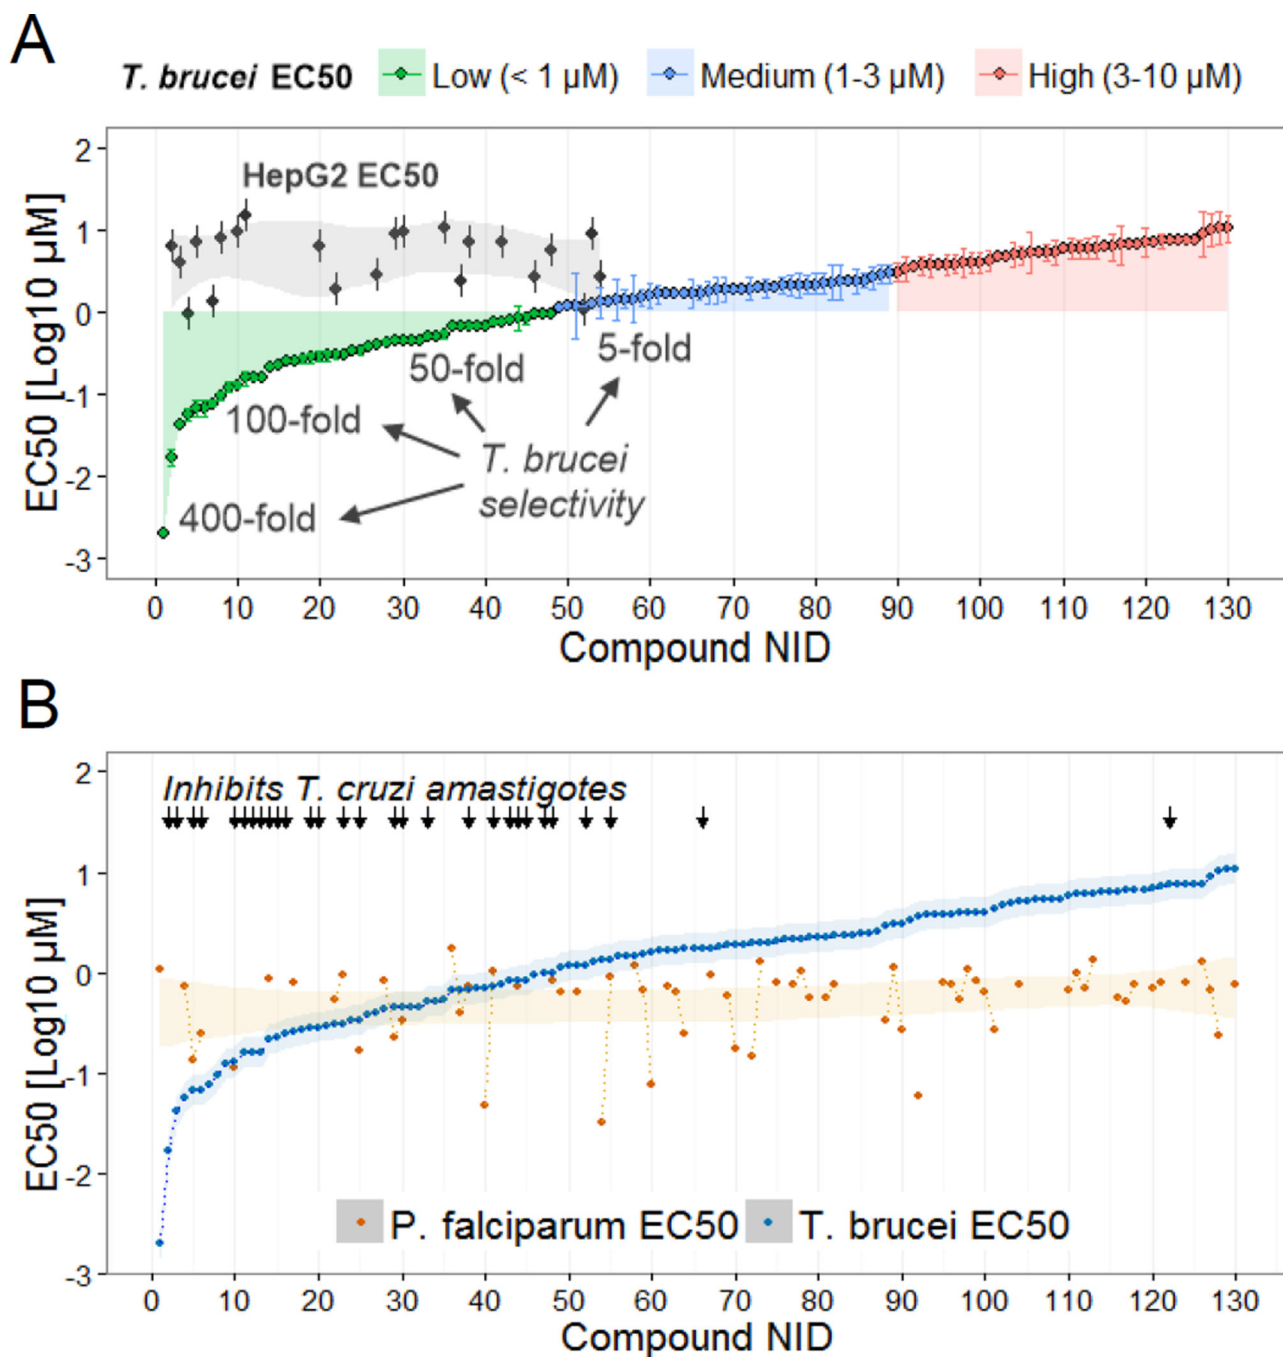 A
T. brucei EC50 Low (< 1 µM) Medium (1-3 µM) High (3-10 µM)
EC50 [Log10 µM]
2
1
0
-1
-2
-3
HepG2 EC50
5-fold
50-fold
100-fold
400-fold
T. brucei
selectivity
0 10 20 30 40 50 60 70 80 90 100 110 120 130
Compound NID
B
EC50 [Log10 µM]
2
1
0
-1
-2
-3
Inhibits T. cruzi amastigotes
P. falciparum EC50 T. brucei EC50
0 10 20 30 40 50 60 70 80 90 100 110 120 130
Compound NID